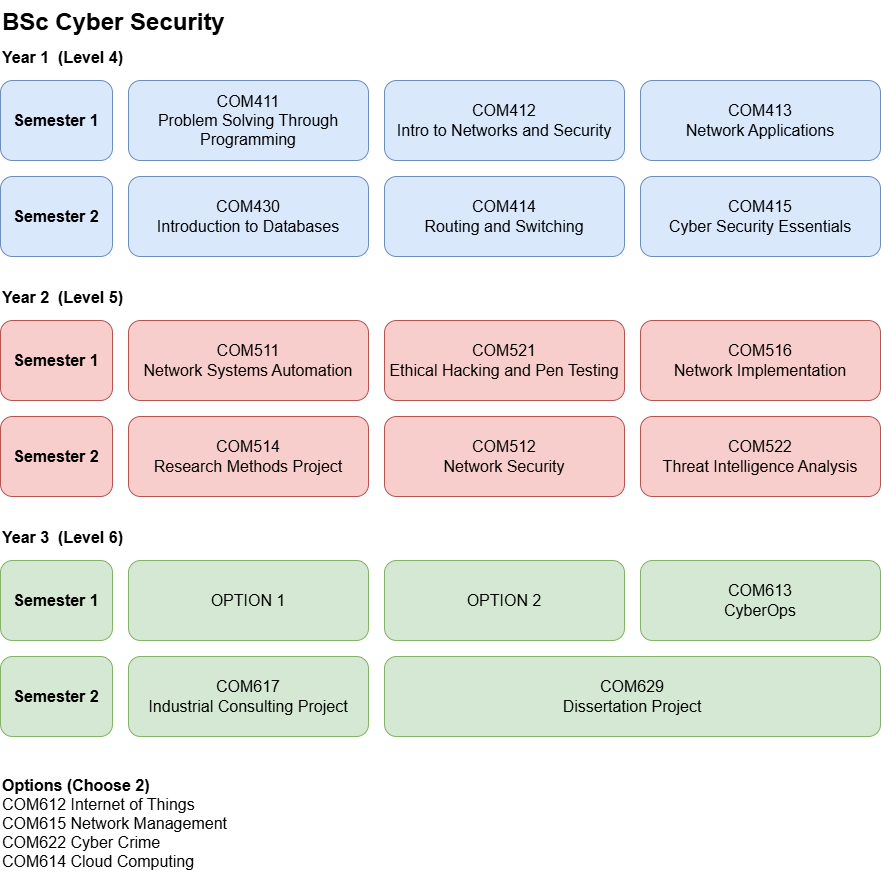 BSc Cyber Security
Year 1  (Level 4)
Semester 1
COM411
Problem Solving Through
Programming
COM412
Intro to Networks and Security
COM413
Network Applications
Semester 2
COM430
Introduction to Databases
COM414
Routing and Switching
COM415
Cyber Security Essentials
Year 2  (Level 5)
Semester 1
COM511
Network Systems Automation
COM521
Ethical Hacking and Pen Testing
COM516
Network Implementation
Semester 2
COM514
Research Methods Project
COM512
Network Security
COM522
Threat Intelligence Analysis
Year 3  (Level 6)
Semester 1
OPTION 1
OPTION 2
COM613
CyberOps
Semester 2
COM617
Industrial Consulting Project
COM629
Dissertation Project
Options (Choose 2)
COM612 Internet of Things
COM615 Network Management
COM622 Cyber Crime
COM614 Cloud Computing